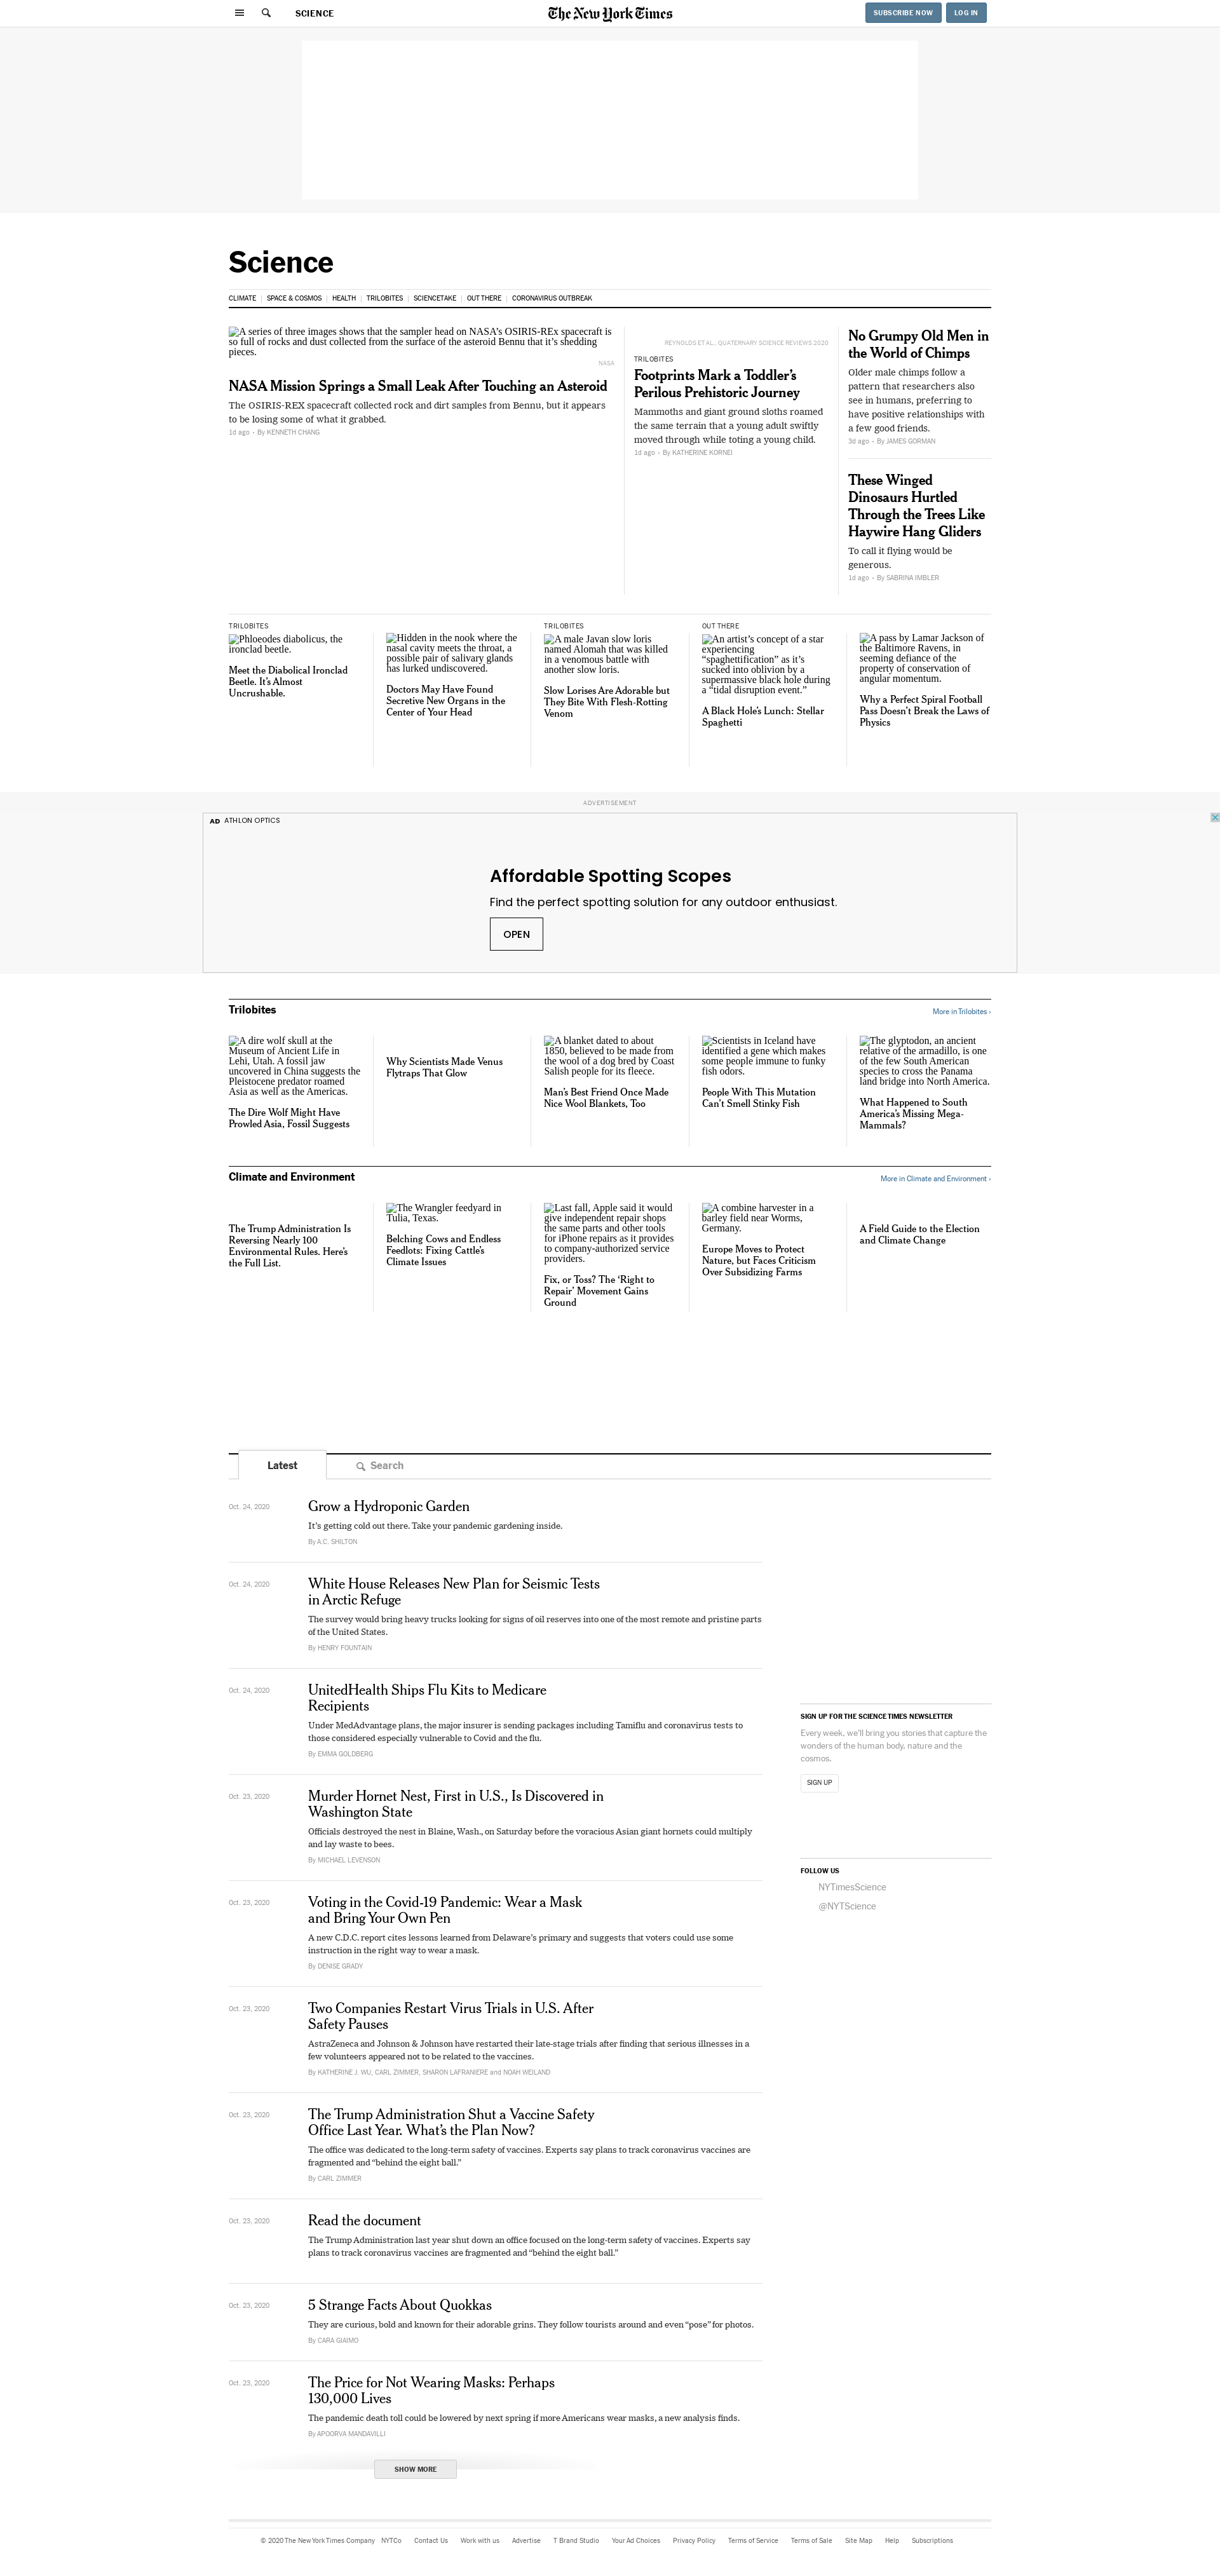 SCIENCE
The New York Times
SUBSCRIBE NOW
LOG IN
Science
CLIMATE
SPACE & COSMOS
HEALTH
TRILOBITES
SCIENCETAKE
OUT THERE
CORONAVIRUS OUTBREAK
A series of three images shows that the sampler head on NASA's OSIRIS-REx spacecraft is
so full of rocks and dust collected from the surface of the asteroid Bennu that it's shedding
pieces.
NASA
NASA Mission Springs a Small Leak After Touching an Asteroid
The OSIRIS-REX spacecraft collected rock and dirt samples from Bennu, but it appears
to be losing some of what it grabbed.
1d ago • By KENNETH CHANG
REYNOLDS ET AL., QUATERNARY SCIENCE REVIEWS 2020
TRILOBITES
Footprints Mark a Toddler's
Perilous Prehistoric Journey
Mammoths and giant ground sloths roamed
the same terrain that a young adult swiftly
moved through while toting a young child.
1d ago • By KATHERINE KORNEI
No Grumpy Old Men in
the World of Chimps
Older male chimps follow a
pattern that researchers also
see in humans, preferring to
have positive relationships with
a few good friends.
3d ago • By JAMES GORMAN
These Winged
Dinosaurs Hurtled
Through the Trees Like
Haywire Hang Gliders
To call it flying would be
generous.
1d ago • By SABRINA IMBLER
TRILOBITES
Phloeodes diabolicus, the
ironclad beetle.
Meet the Diabolical Ironclad
Beetle. It's Almost
Uncrushable.
Hidden in the nook where the
nasal cavity meets the throat, a
possible pair of salivary glands
has lurked undiscovered.
Doctors May Have Found
Secretive New Organs in the
Center of Your Head
TRILOBITES
A male Javan slow loris
named Alomah that was killed
in a venomous battle with
another slow loris.
Slow Lorises Are Adorable but
They Bite With Flesh-Rotting
Venom
OUT THERE
An artist's concept of a star
experiencing
“spaghettification” as it's
sucked into oblivion by a
supermassive black hole during
a “tidal disruption event.”
A Black Hole's Lunch: Stellar
Spaghetti
A pass by Lamar Jackson of
the Baltimore Ravens, in
seeming defiance of the
property of conservation of
angular momentum.
Why a Perfect Spiral Football
Pass Doesn't Break the Laws of
Physics
ADVERTISEMENT
AD ATHLON OPTICS
Affordable Spotting Scopes
Find the perfect spotting solution for any outdoor enthusiast.
OPEN
Trilobites
More in Trilobites ›
A dire wolf skull at the
Museum of Ancient Life in
Lehi, Utah. A fossil jaw
uncovered in China suggests the
Pleistocene predator roamed
Asia as well as the Americas.
The Dire Wolf Might Have
Prowled Asia, Fossil Suggests
Why Scientists Made Venus
Flytraps That Glow
A blanket dated to about
1850, believed to be made from
the wool of a dog bred by Coast
Salish people for its fleece.
Man's Best Friend Once Made
Nice Wool Blankets, Too
Scientists in Iceland have
identified a gene which makes
some people immune to funky
fish odors.
People With This Mutation
Can't Smell Stinky Fish
The glyptodon, an ancient
relative of the armadillo, is one
of the few South American
species to cross the Panama
land bridge into North America.
What Happened to South
America's Missing Mega-
Mammals?
Climate and Environment
More in Climate and Environment ›
The Trump Administration Is
Reversing Nearly 100
Environmental Rules. Here's
the Full List.
The Wrangler feedyard in
Tulia, Texas.
Belching Cows and Endless
Feedlots: Fixing Cattle's
Climate Issues
Last fall, Apple said it would
give independent repair shops
the same parts and other tools
for iPhone repairs as it provides
to company-authorized service
providers.
Fix, or Toss? The ‘Right to
Repair’ Movement Gains
Ground
A combine harvester in a
barley field near Worms,
Germany.
Europe Moves to Protect
Nature, but Faces Criticism
Over Subsidizing Farms
A Field Guide to the Election
and Climate Change
Latest
Search
Oct. 24, 2020
Grow a Hydroponic Garden
It's getting cold out there. Take your pandemic gardening inside.
By A.C. SHILTON
Oct. 24, 2020
White House Releases New Plan for Seismic Tests
in Arctic Refuge
The survey would bring heavy trucks looking for signs of oil reserves into one of the most remote and pristine parts
of the United States.
By HENRY FOUNTAIN
Oct. 24, 2020
UnitedHealth Ships Flu Kits to Medicare
Recipients
Under MedAdvantage plans, the major insurer is sending packages including Tamiflu and coronavirus tests to
those considered especially vulnerable to Covid and the flu.
By EMMA GOLDBERG
Oct. 23, 2020
Murder Hornet Nest, First in U.S., Is Discovered in
Washington State
Officials destroyed the nest in Blaine, Wash., on Saturday before the voracious Asian giant hornets could multiply
and lay waste to bees.
By MICHAEL LEVENSON
Oct. 23, 2020
Voting in the Covid-19 Pandemic: Wear a Mask
and Bring Your Own Pen
A new C.D.C. report cites lessons learned from Delaware's primary and suggests that voters could use some
instruction in the right way to wear a mask.
By DENISE GRADY
Oct. 23, 2020
Two Companies Restart Virus Trials in U.S. After
Safety Pauses
AstraZeneca and Johnson & Johnson have restarted their late-stage trials after finding that serious illnesses in a
few volunteers appeared not to be related to the vaccines.
By KATHERINE J. WU, CARL ZIMMER, SHARON LAFRANIERE and NOAH WEILAND
Oct. 23, 2020
The Trump Administration Shut a Vaccine Safety
Office Last Year. What's the Plan Now?
The office was dedicated to the long-term safety of vaccines. Experts say plans to track coronavirus vaccines are
fragmented and “behind the eight ball.”
By CARL ZIMMER
Oct. 23, 2020
Read the document
The Trump Administration last year shut down an office focused on the long-term safety of vaccines. Experts say
plans to track coronavirus vaccines are fragmented and “behind the eight ball.”
Oct. 23, 2020
5 Strange Facts About Quokkas
They are curious, bold and known for their adorable grins. They follow tourists around and even “pose” for photos.
By CARA GIAIMO
Oct. 23, 2020
The Price for Not Wearing Masks: Perhaps
130,000 Lives
The pandemic death toll could be lowered by next spring if more Americans wear masks, a new analysis finds.
By APOORVA MANDAVILLI
SHOW MORE
SIGN UP FOR THE SCIENCE TIMES NEWSLETTER
Every week, we'll bring you stories that capture the
wonders of the human body, nature and the
cosmos.
SIGN UP
FOLLOW US
NYTimesScience
@NYTScience
© 2020 The New York Times Company
NYTCo
Contact Us
Work with us
Advertise
T Brand Studio
Your Ad Choices
Privacy Policy
Terms of Service
Terms of Sale
Site Map
Help
Subscriptions